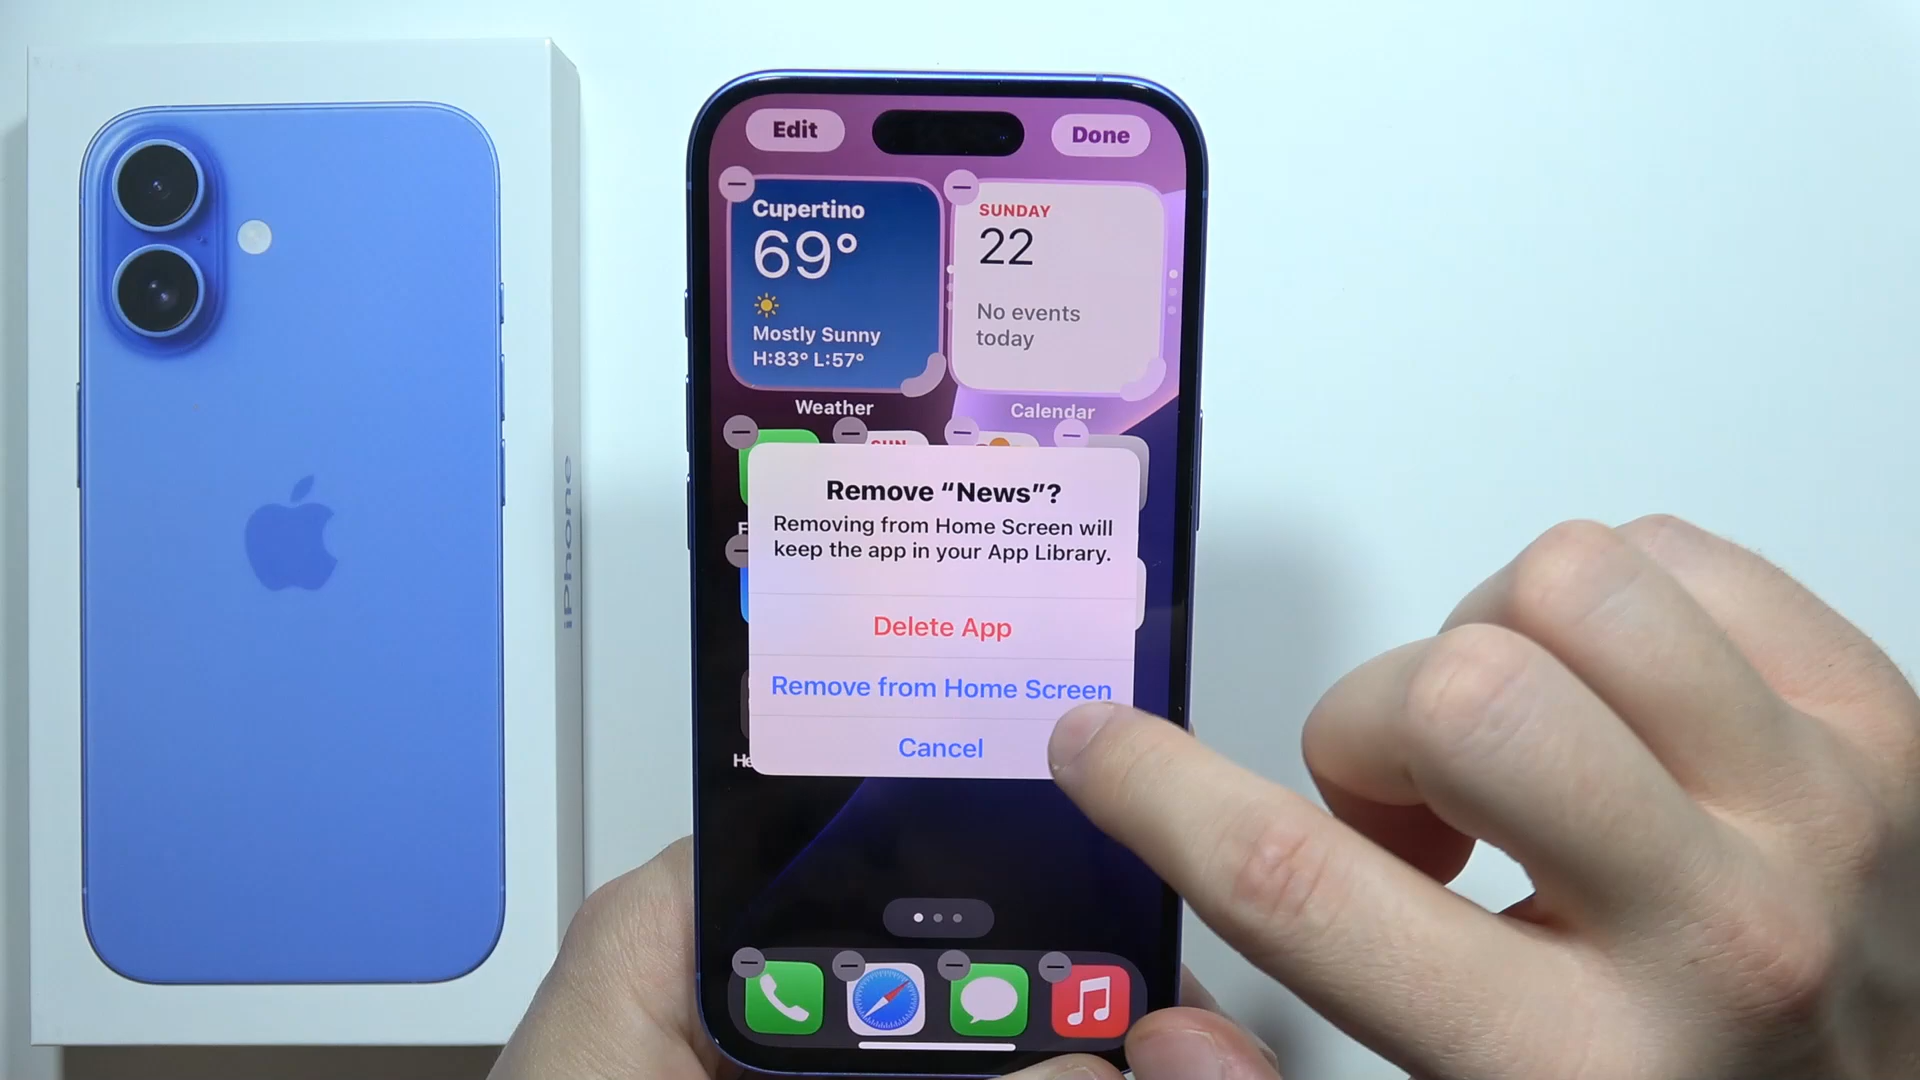 iPhone
Edit
Done
Cupertino
69°
Mostly Sunny
H:83° L:57°
Weather
SUNDAY
22
No events
today
Calendar
Remove “News”?
Removing from Home Screen will
keep the app in your App Library.
Delete App
Remove from Home Screen
Cancel